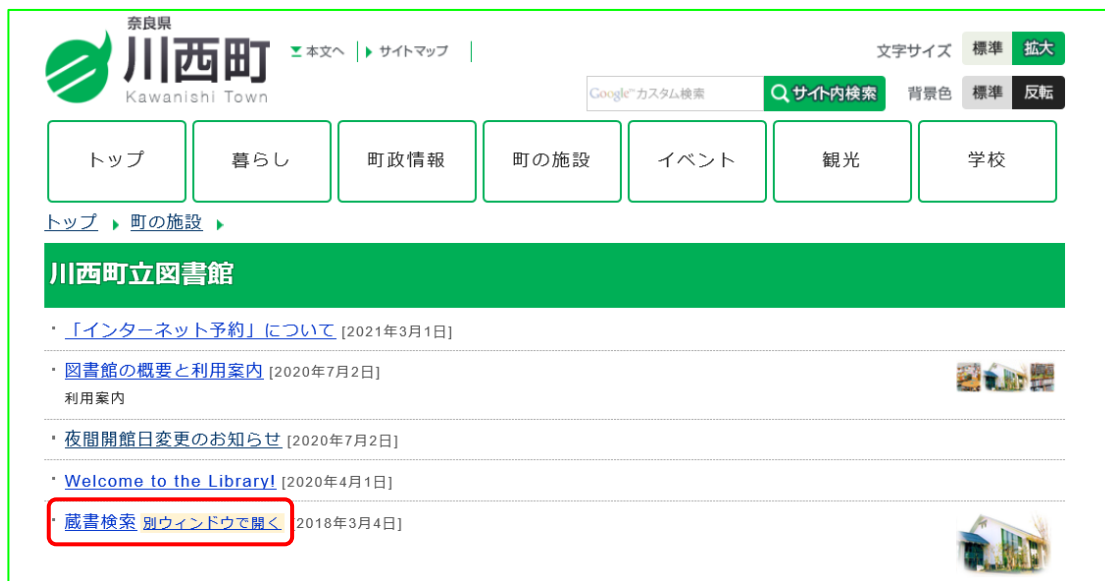 奈良県
川西町
Kawanishi Town
本文へ
サイトマップ
文字サイズ 標準 拡大
Google カスタム検索 サイト内検索 背景色 標準 反転
トップ 暮らし 町政情報 町の施設 イベント 観光 学校
トップ 町の施設
川西町立図書館
・「インターネット予約」について [2021年3月1日]
・図書館の概要と利用案内 [2020年7月2日]
利用案内
・夜間開館日変更のお知らせ [2020年7月2日]
・Welcome to the Library! [2020年4月1日]
・蔵書検索 別ウィンドウで開く [2018年3月4日]